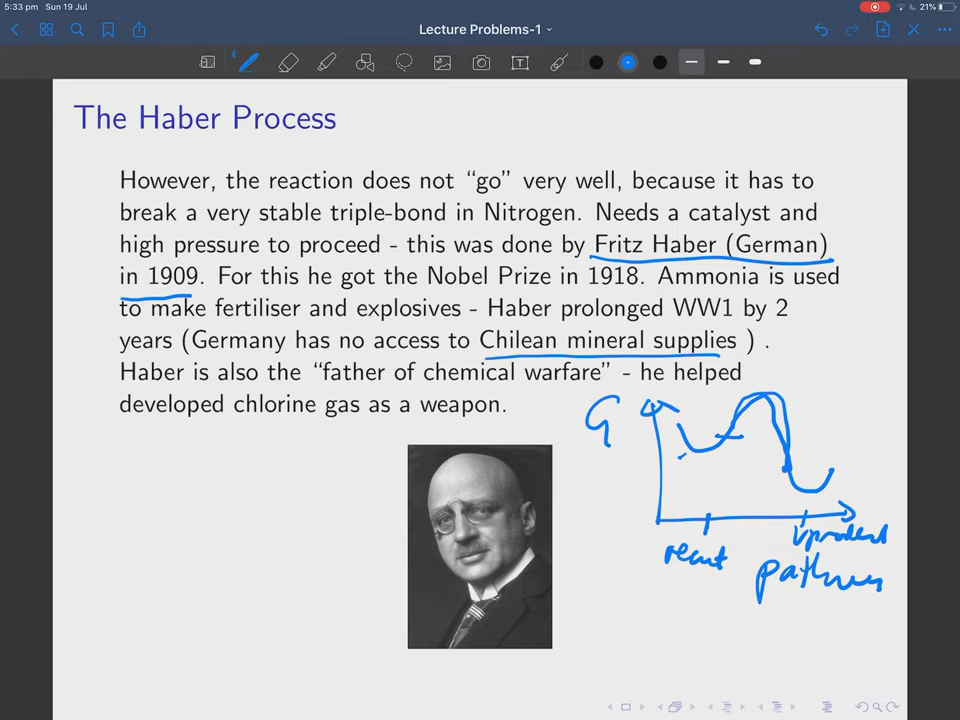 5:33 pm Sun 19 Jul
21%
Lecture Problems-1
The Haber Process
However, the reaction does not “go” very well, because it has to
break a very stable triple-bond in Nitrogen. Needs a catalyst and
high pressure to proceed - this was done by Fritz Haber (German)
in 1909. For this he got the Nobel Prize in 1918. Ammonia is used
to make fertiliser and explosives - Haber prolonged WW1 by 2
years (Germany has no access to Chilean mineral supplies ) .
Haber is also the “father of chemical warfare” - he helped
developed chlorine gas as a weapon.
G